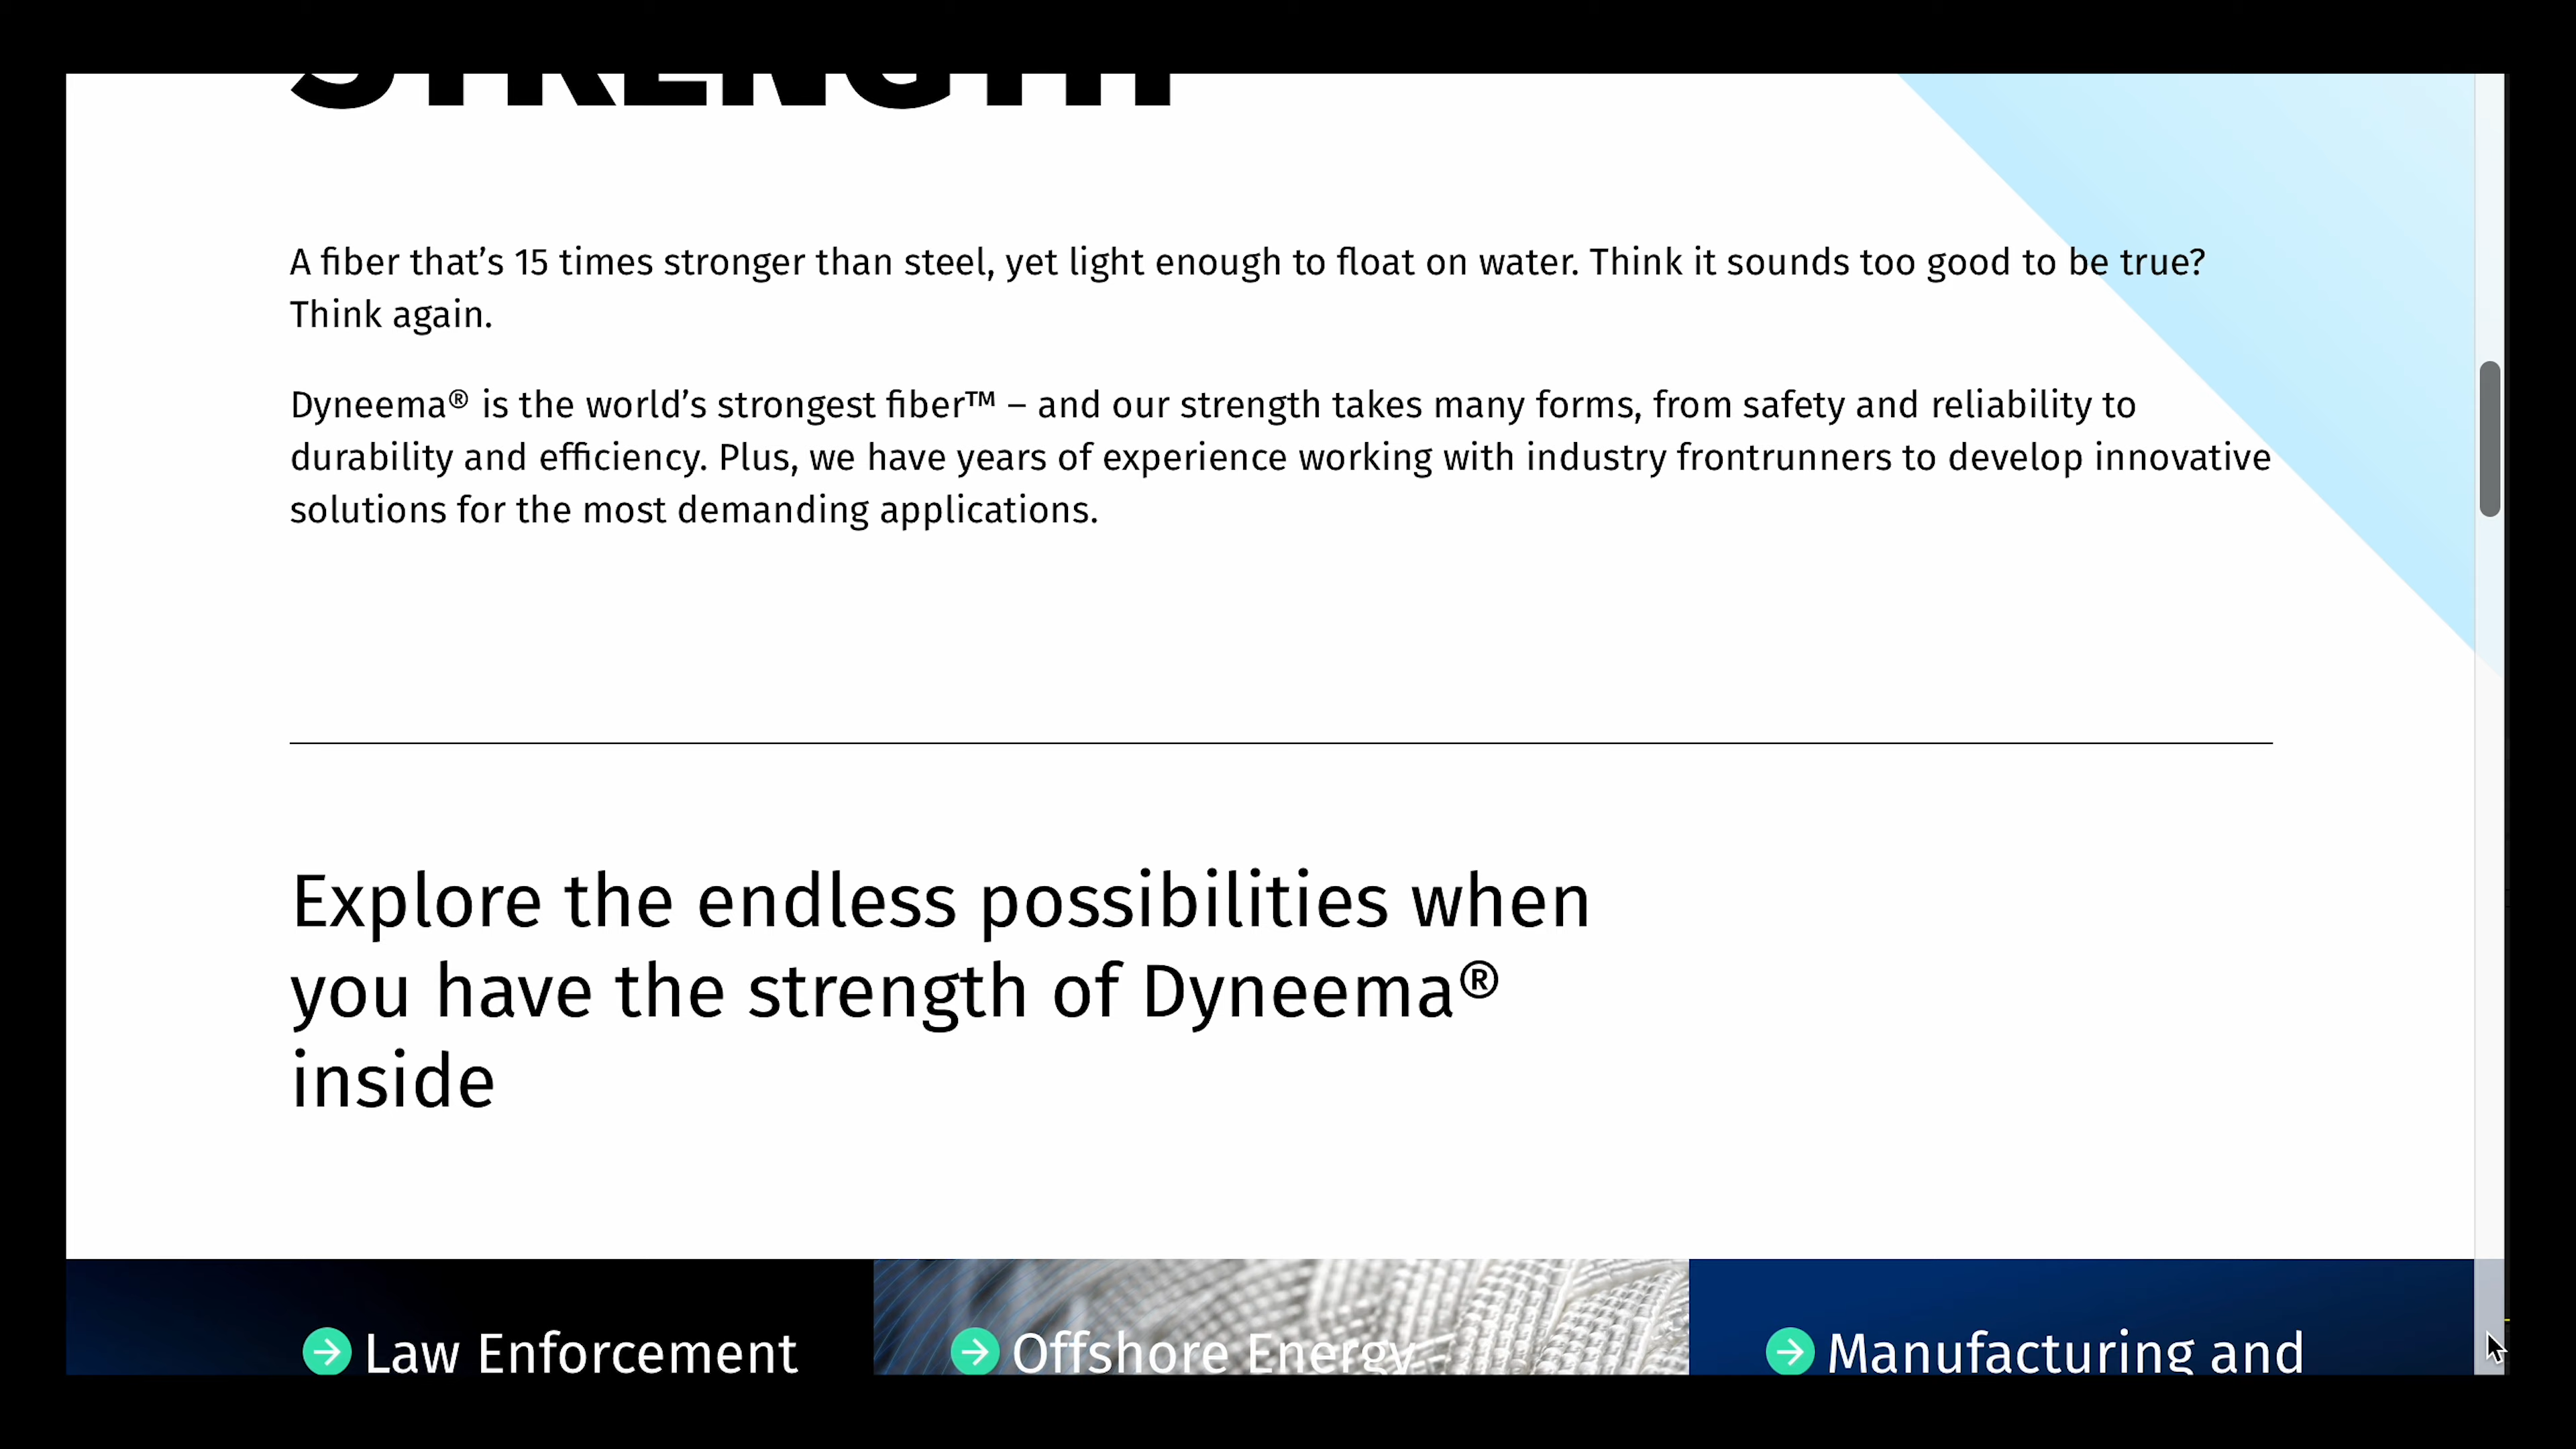 STRENGTH
A fiber that’s 15 times stronger than steel, yet light enough to float on water. Think it sounds too good to be true?
Think again.
Dyneema® is the world’s strongest fiber™ – and our strength takes many forms, from safety and reliability to
durability and efficiency. Plus, we have years of experience working with industry frontrunners to develop innovative
solutions for the most demanding applications.
Explore the endless possibilities when
you have the strength of Dyneema®
inside
Law Enforcement
Offshore Energy
Manufacturing and